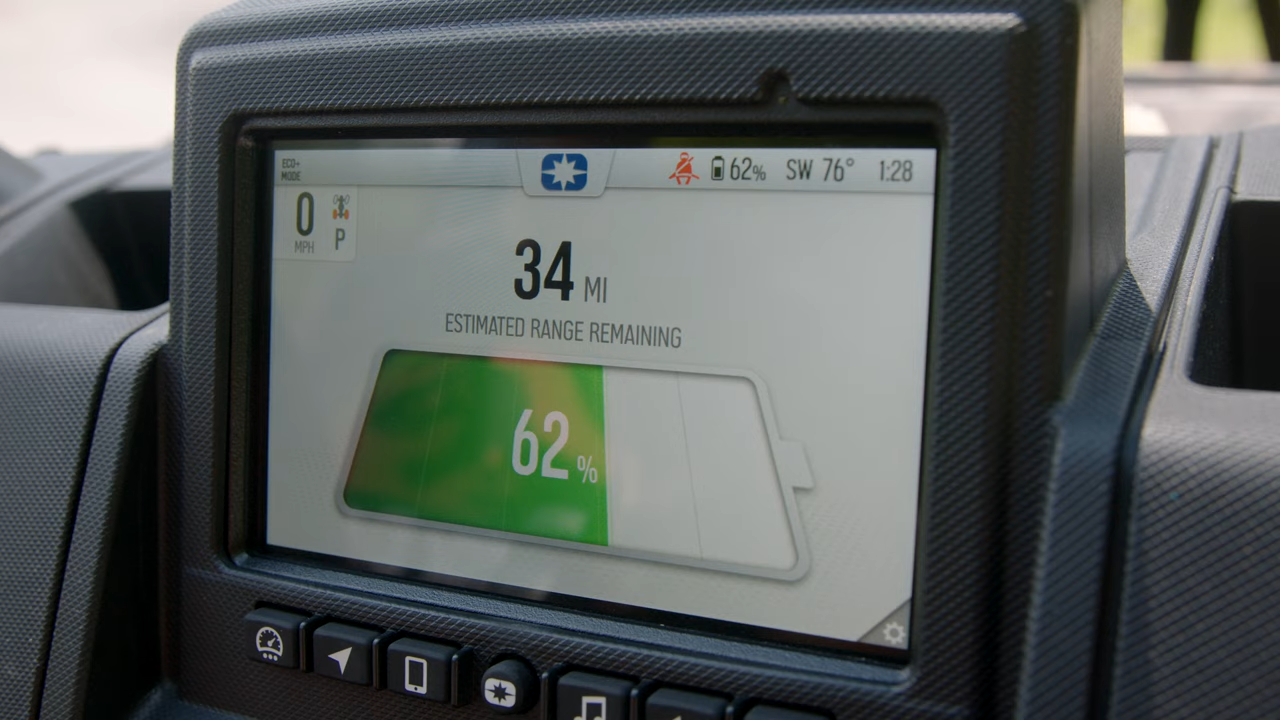 ECO+
MODE
62% SW 76° 1:28
0
MPH
P
34 MI
ESTIMATED RANGE REMAINING
62%